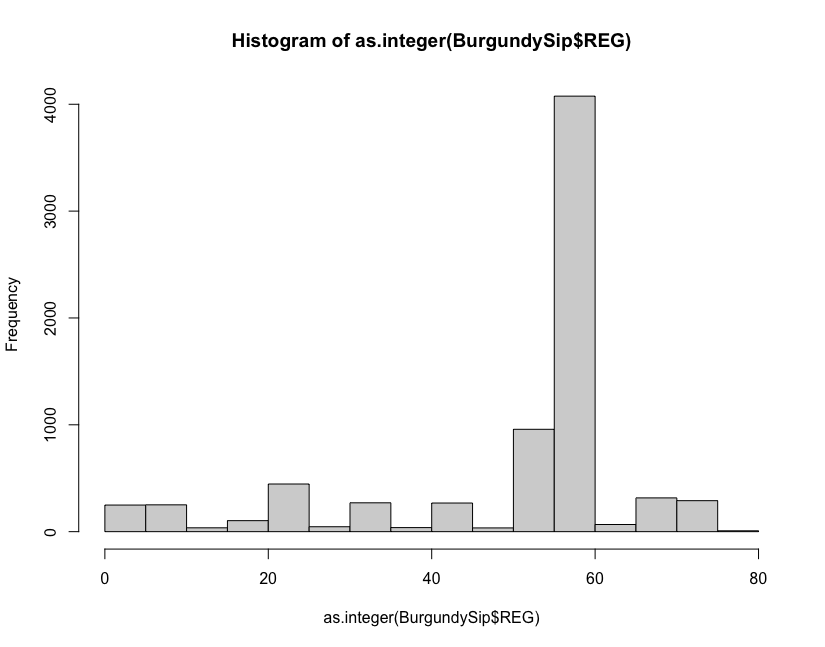 Histogram of as.integer(BurgundySip$REG)
4000
3000
2000
1000
0
Frequency
0 20 40 60 80
as.integer(BurgundySip$REG)